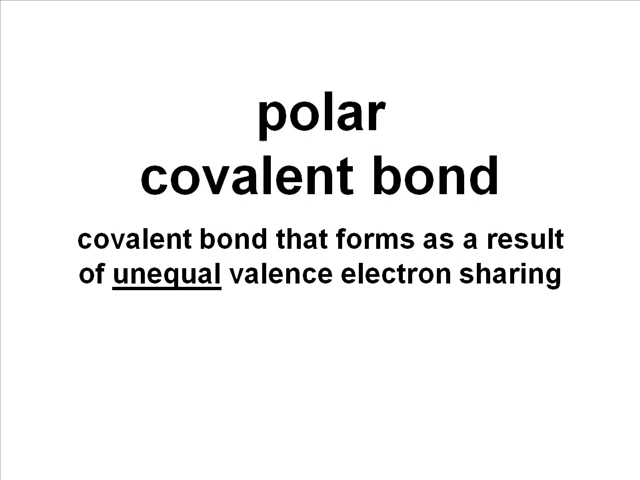 polar
covalent bond
covalent bond that forms as a result
of unequal valence electron sharing